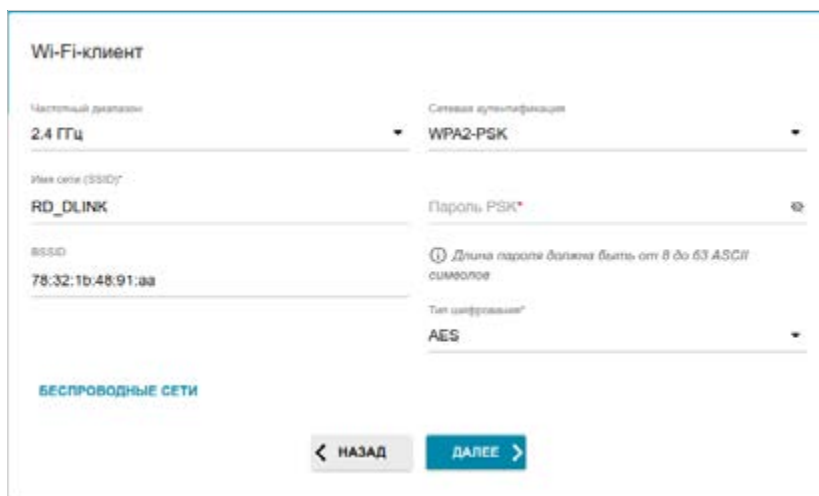 Wi-Fi-клиент
Частотный диапазон
2.4 ГГц
Сетевая аутентификация
WPA2-PSK
Имя сети (SSID)*
RD_DLINK
Пароль PSK*
BSSID
78:32:1b:48:91:aa
Длина пароля должна быть от 8 до 63 ASCII
символов
Тип шифрования*
AES
БЕСПРОВОДНЫЕ СЕТИ
НАЗАД
ДАЛЕЕ